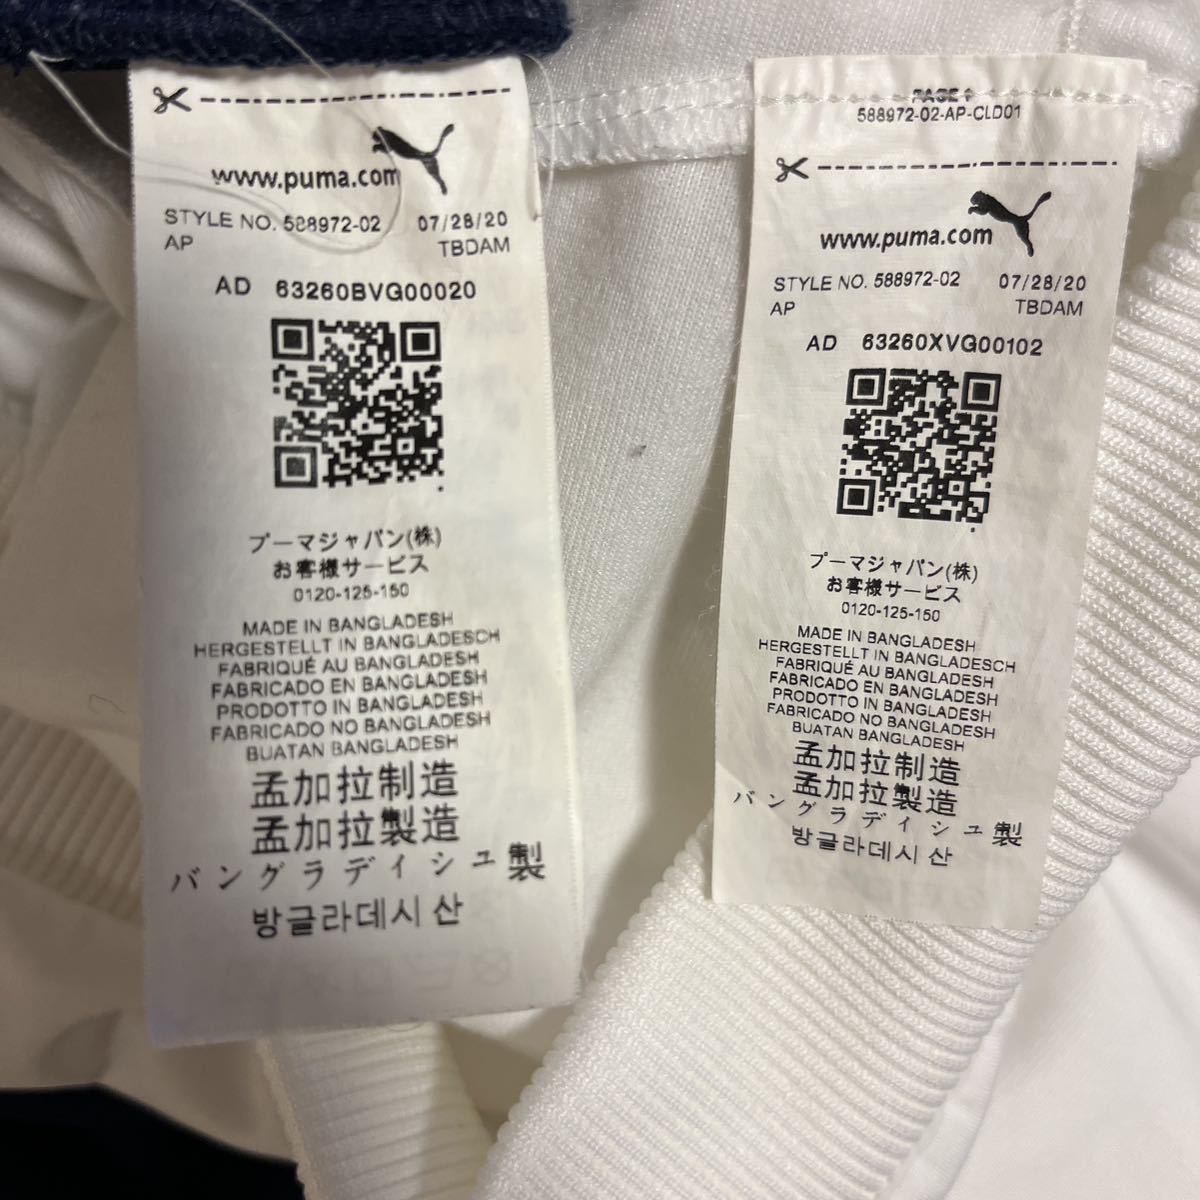 www.puma.com
STYLE NO. 588972-02 07/28/20
AP TBDAM
AD 63260BVG00020
プーマジャパン(株)
お客様サービス
0120-125-150
MADE IN BANGLADESH
HERGESTELLT IN BANGLADESCH
FABRIQUÉ AU BANGLADESH
FABRICADO EN BANGLADESH
PRODOTTO IN BANGLADESH
FABRICADO NO BANGLADESH
BUATAN BANGLADESH
孟加拉制造
孟加拉製造
バングラディシュ製
방글라데시 산
PAGE 1
588972-02-AP-CLD01
www.puma.com
STYLE NO. 588972-02 07/28/20
AP TBDAM
AD 63260XVG00102
プーマジャパン(株)
お客様サービス
0120-125-150
MADE IN BANGLADESH
HERGESTELLT IN BANGLADESCH
FABRIQUÉ AU BANGLADESH
FABRICADO EN BANGLADESH
PRODOTTO IN BANGLADESH
FABRICADO NO BANGLADESH
BUATAN BANGLADESH
孟加拉制造
孟加拉製造
バングラディシュ製
방글라데시 산